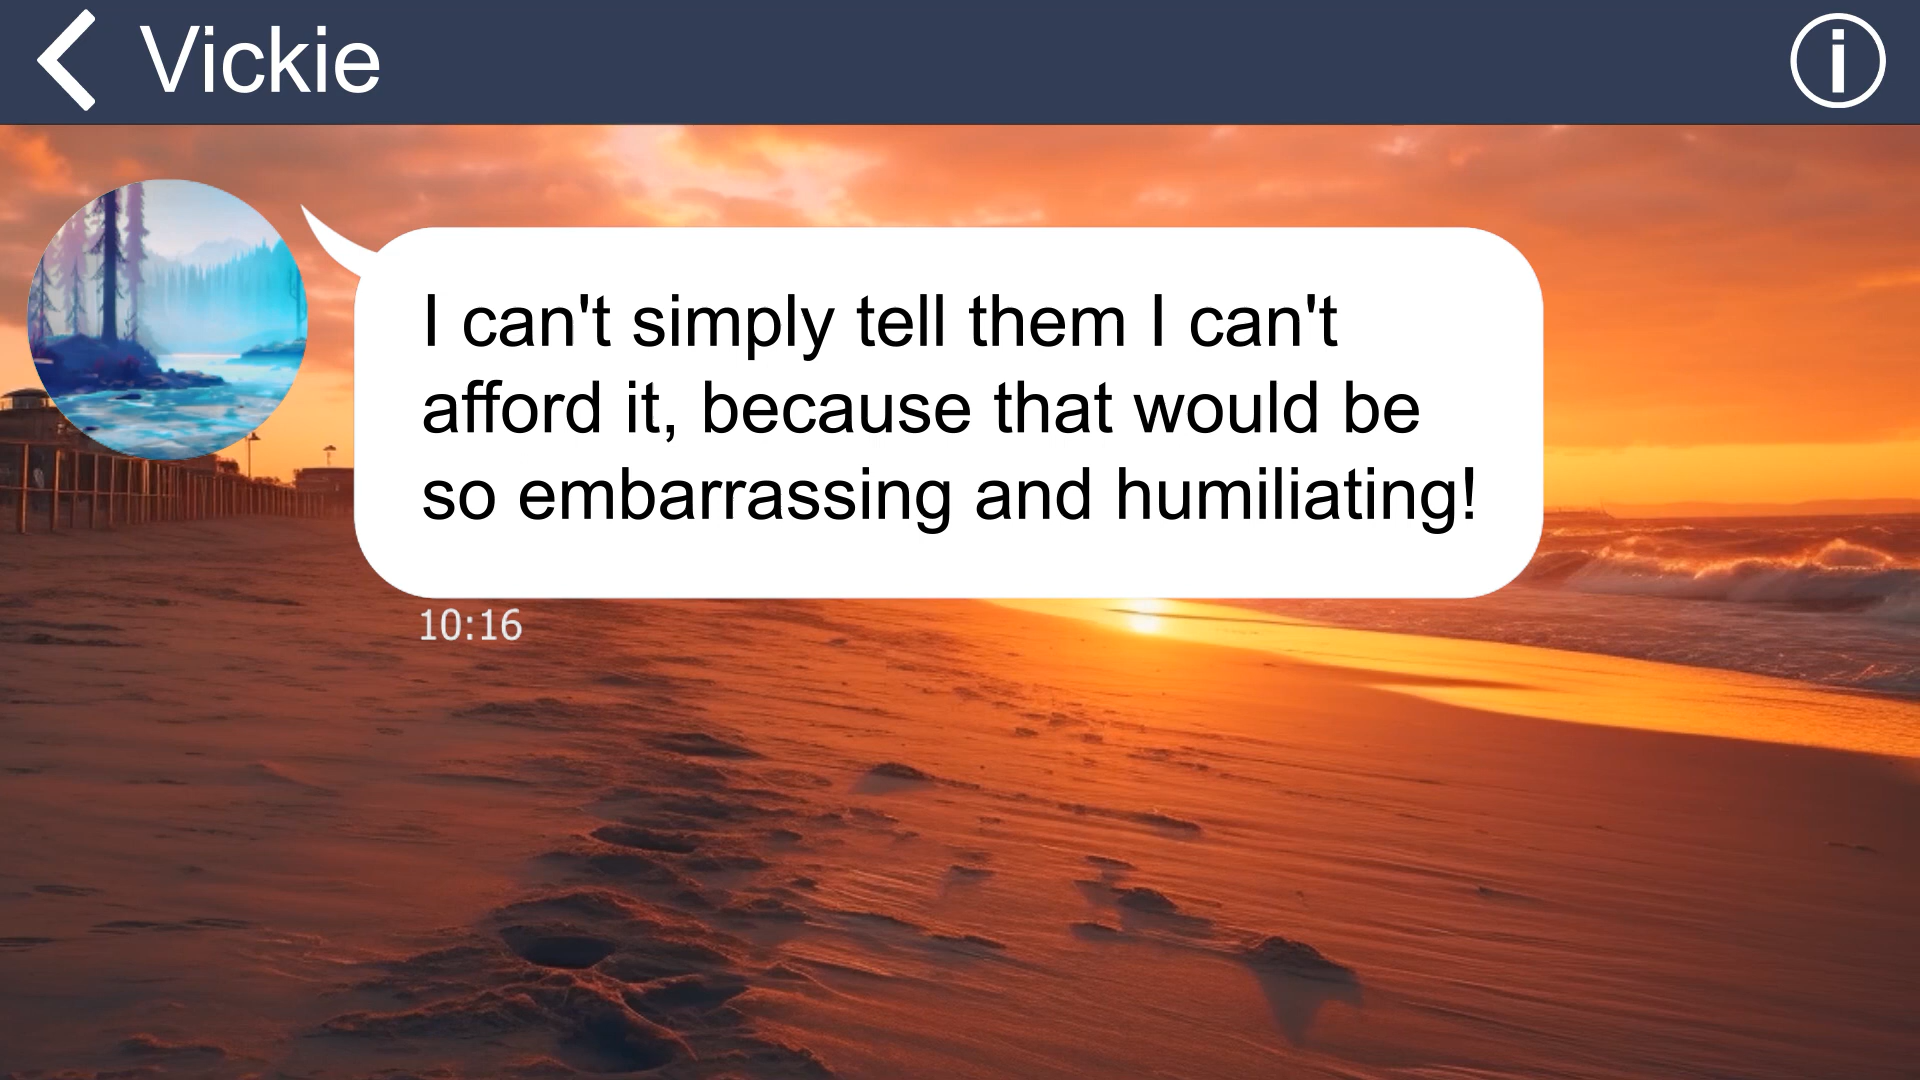 Vickie
I can't simply tell them I can't
afford it, because that would be
so embarrassing and humiliating!
10:16